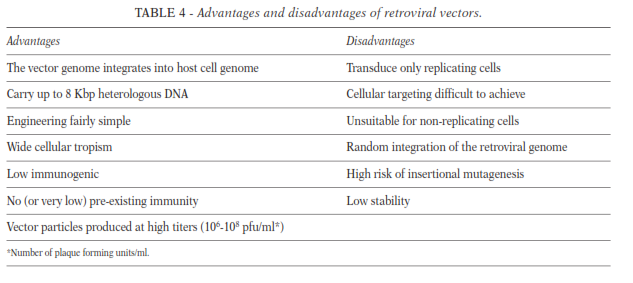 TABLE 4 - Advantages and disadvantages of retroviral vectors.
Advantages Disadvantages
The vector genome integrates into host cell genome Transduce only replicating cells
Carry up to 8 Kbp heterologous DNA Cellular targeting difficult to achieve
Engineering fairly simple Unsuitable for non-replicating cells
Wide cellular tropism Random integration of the retroviral genome
Low immunogenic High risk of insertional mutagenesis
No (or very low) pre-existing immunity Low stability
Vector particles produced at high titers (10⁶-10⁸ pfu/ml*)
*Number of plaque forming units/ml.